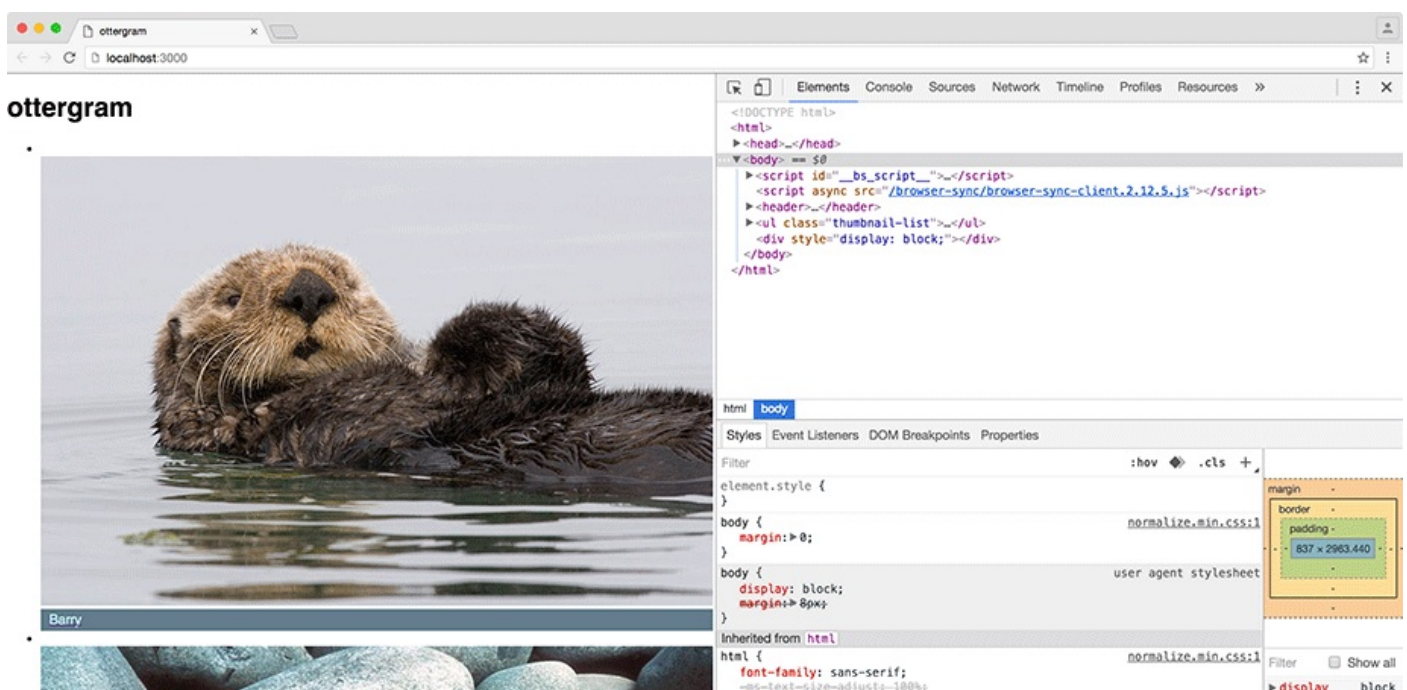 ottergram
localhost:3000
ottergram
Barry
Elements Console Sources Network Timeline Profiles Resources »
<!DOCTYPE html>
<html>
▶<head>…</head>
…▼<body> == $0
▶<script id="__bs_script__">…</script>
<script async src="/browser-sync/browser-sync-client.2.12.5.js"></script>
▶<header>…</header>
▶<ul class="thumbnail-list">…</ul>
<div style="display: block;"></div>
</body>
</html>
html body
Styles Event Listeners DOM Breakpoints Properties
Filter :hov .cls +
element.style {
}
body { normalize.min.css:1
margin:▶0;
}
body { user agent stylesheet
display: block;
margin:▶8px;
}
Inherited from html
html { normalize.min.css:1
font-family: sans-serif;
-ms-text-size-adjust: 100%;
margin -
border -
padding -
- - - 837 × 2963.440 - - -
-
-
-
Filter Show all
▶display block